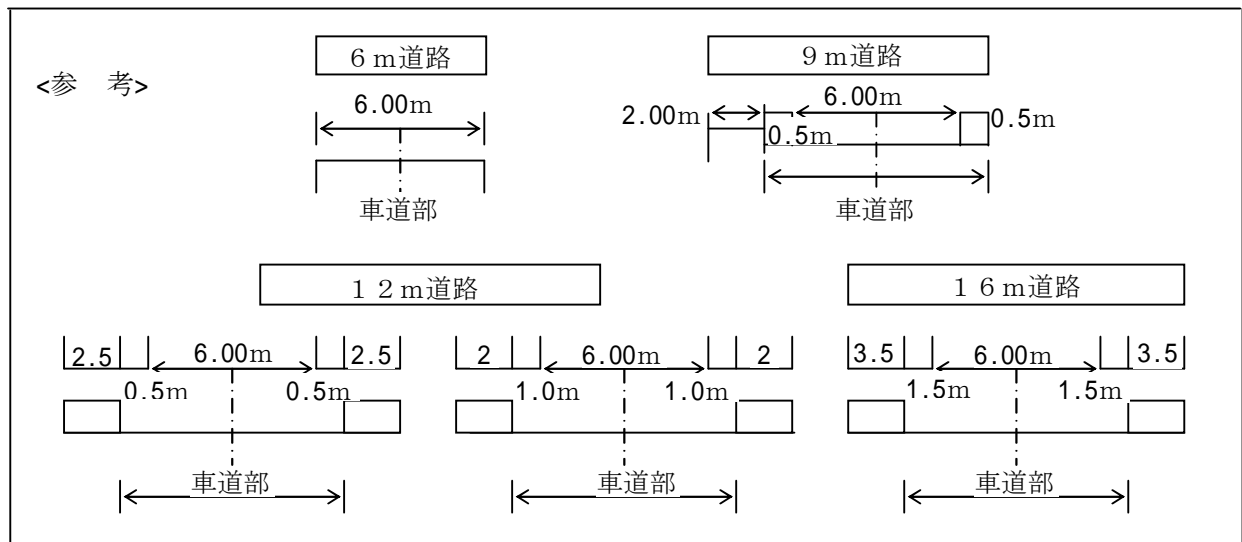 <参　考>
６ｍ道路
6.00ｍ
車道部
９ｍ道路
2.00ｍ
6.00ｍ
0.5ｍ
0.5ｍ
車道部
１２ｍ道路
2.5
6.00ｍ
2.5
0.5ｍ
0.5ｍ
車道部
2
6.00ｍ
2
1.0ｍ
1.0ｍ
車道部
１６ｍ道路
3.5
6.00ｍ
3.5
1.5ｍ
1.5ｍ
車道部